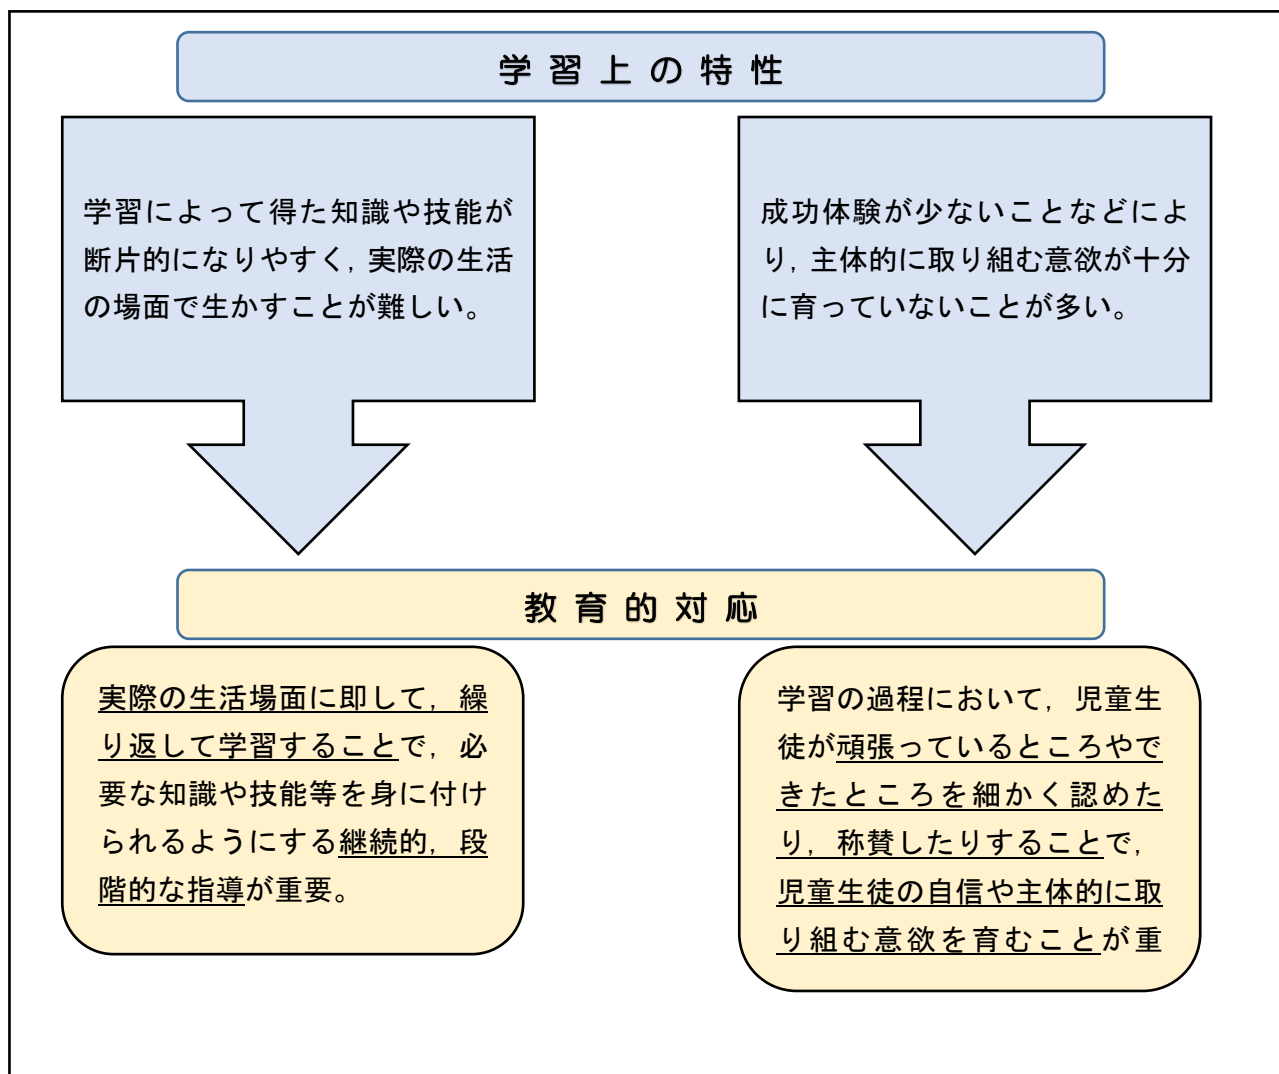 学習上の特性
学習によって得た知識や技能が
断片的になりやすく，実際の生活
の場面で生かすことが難しい。
成功体験が少ないことなどによ
り，主体的に取り組む意欲が十分
に育っていないことが多い。
教育的対応
実際の生活場面に即して，繰
り返して学習することで，必
要な知識や技能等を身に付け
られるようにする継続的，段
階的な指導が重要。
学習の過程において，児童生
徒が頑張っているところやで
きたところを細かく認めた
り，称賛したりすることで，
児童生徒の自信や主体的に取
り組む意欲を育むことが重